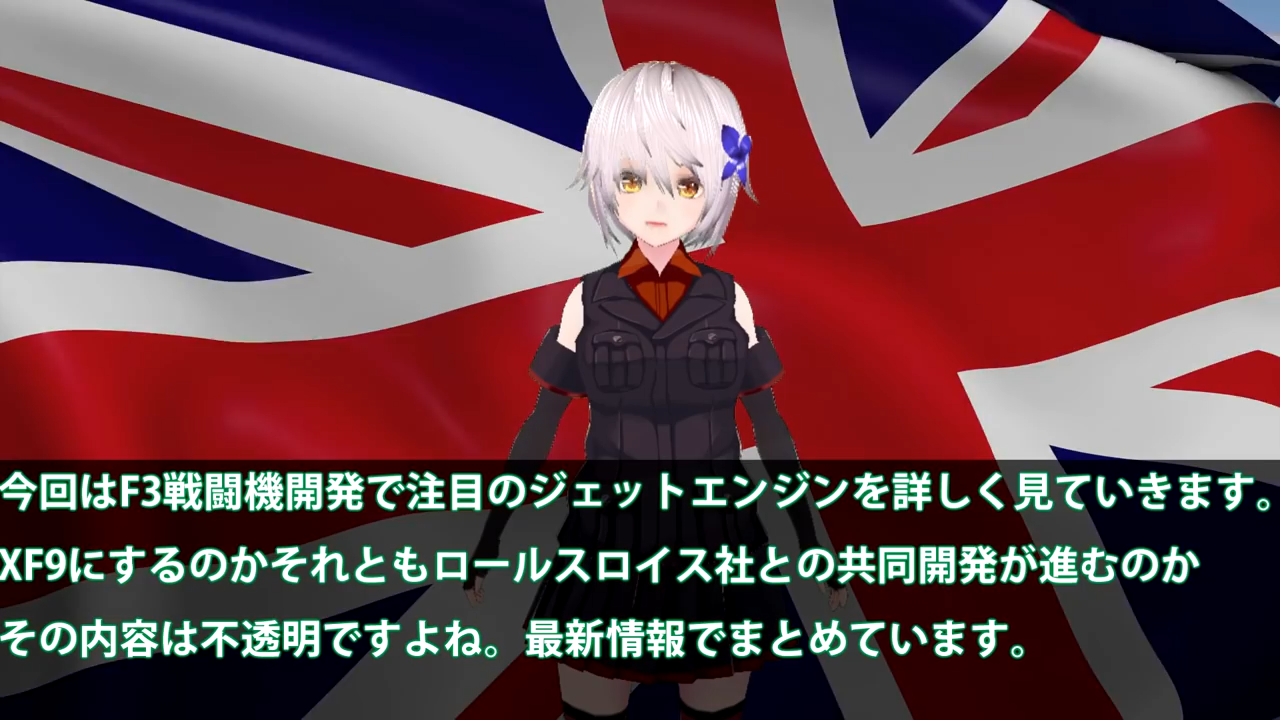 今回はF3戦闘機開発で注目のジェットエンジンを詳しく見ていきます。
XF9にするのかそれともロールスロイス社との共同開発が進むのか
その内容は不透明ですよね。最新情報でまとめています。